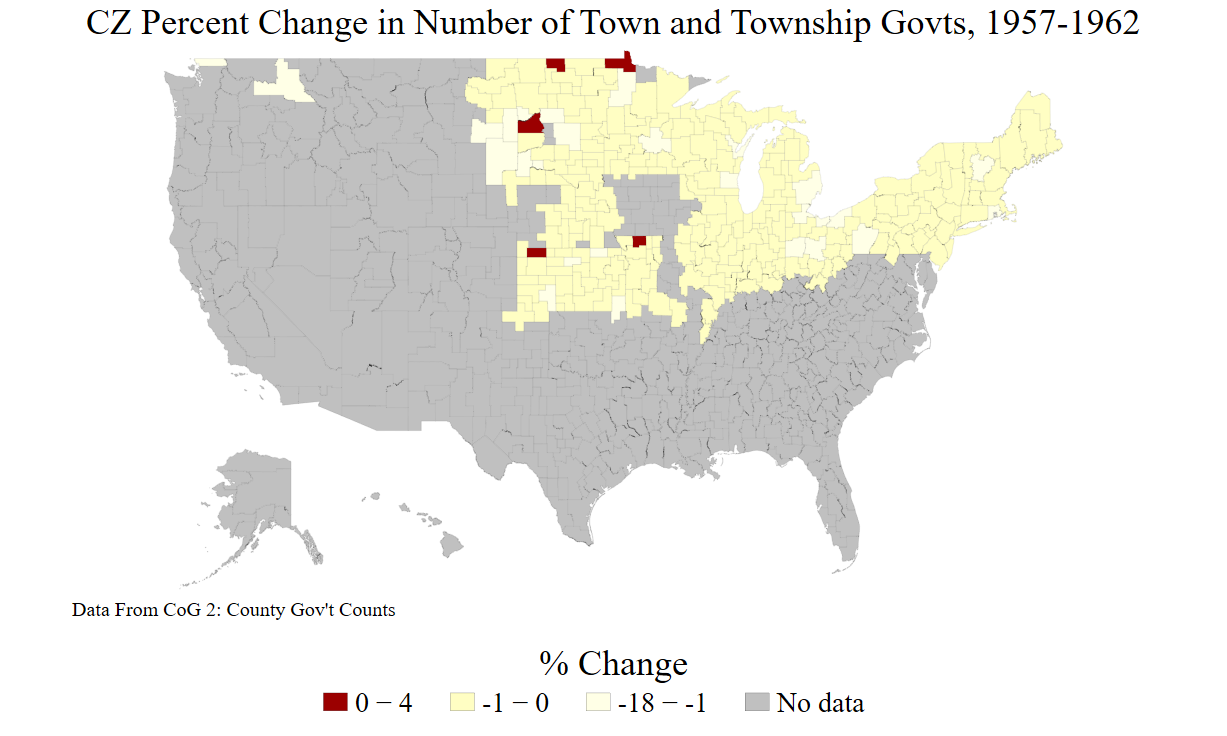 CZ Percent Change in Number of Town and Township Govts, 1957-1962
Data From CoG 2: County Gov't Counts
% Change
0 − 4 -1 − 0 -18 − -1 No data